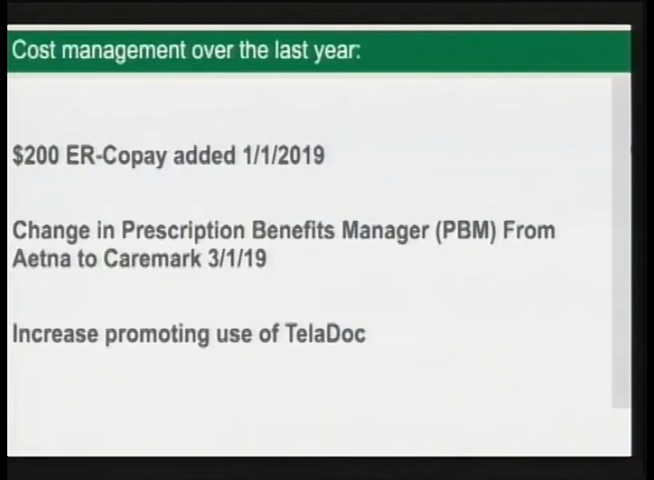 Cost management over the last year:
$200 ER-Copay added 1/1/2019
Change in Prescription Benefits Manager (PBM) From
Aetna to Caremark 3/1/19
Increase promoting use of TelaDoc